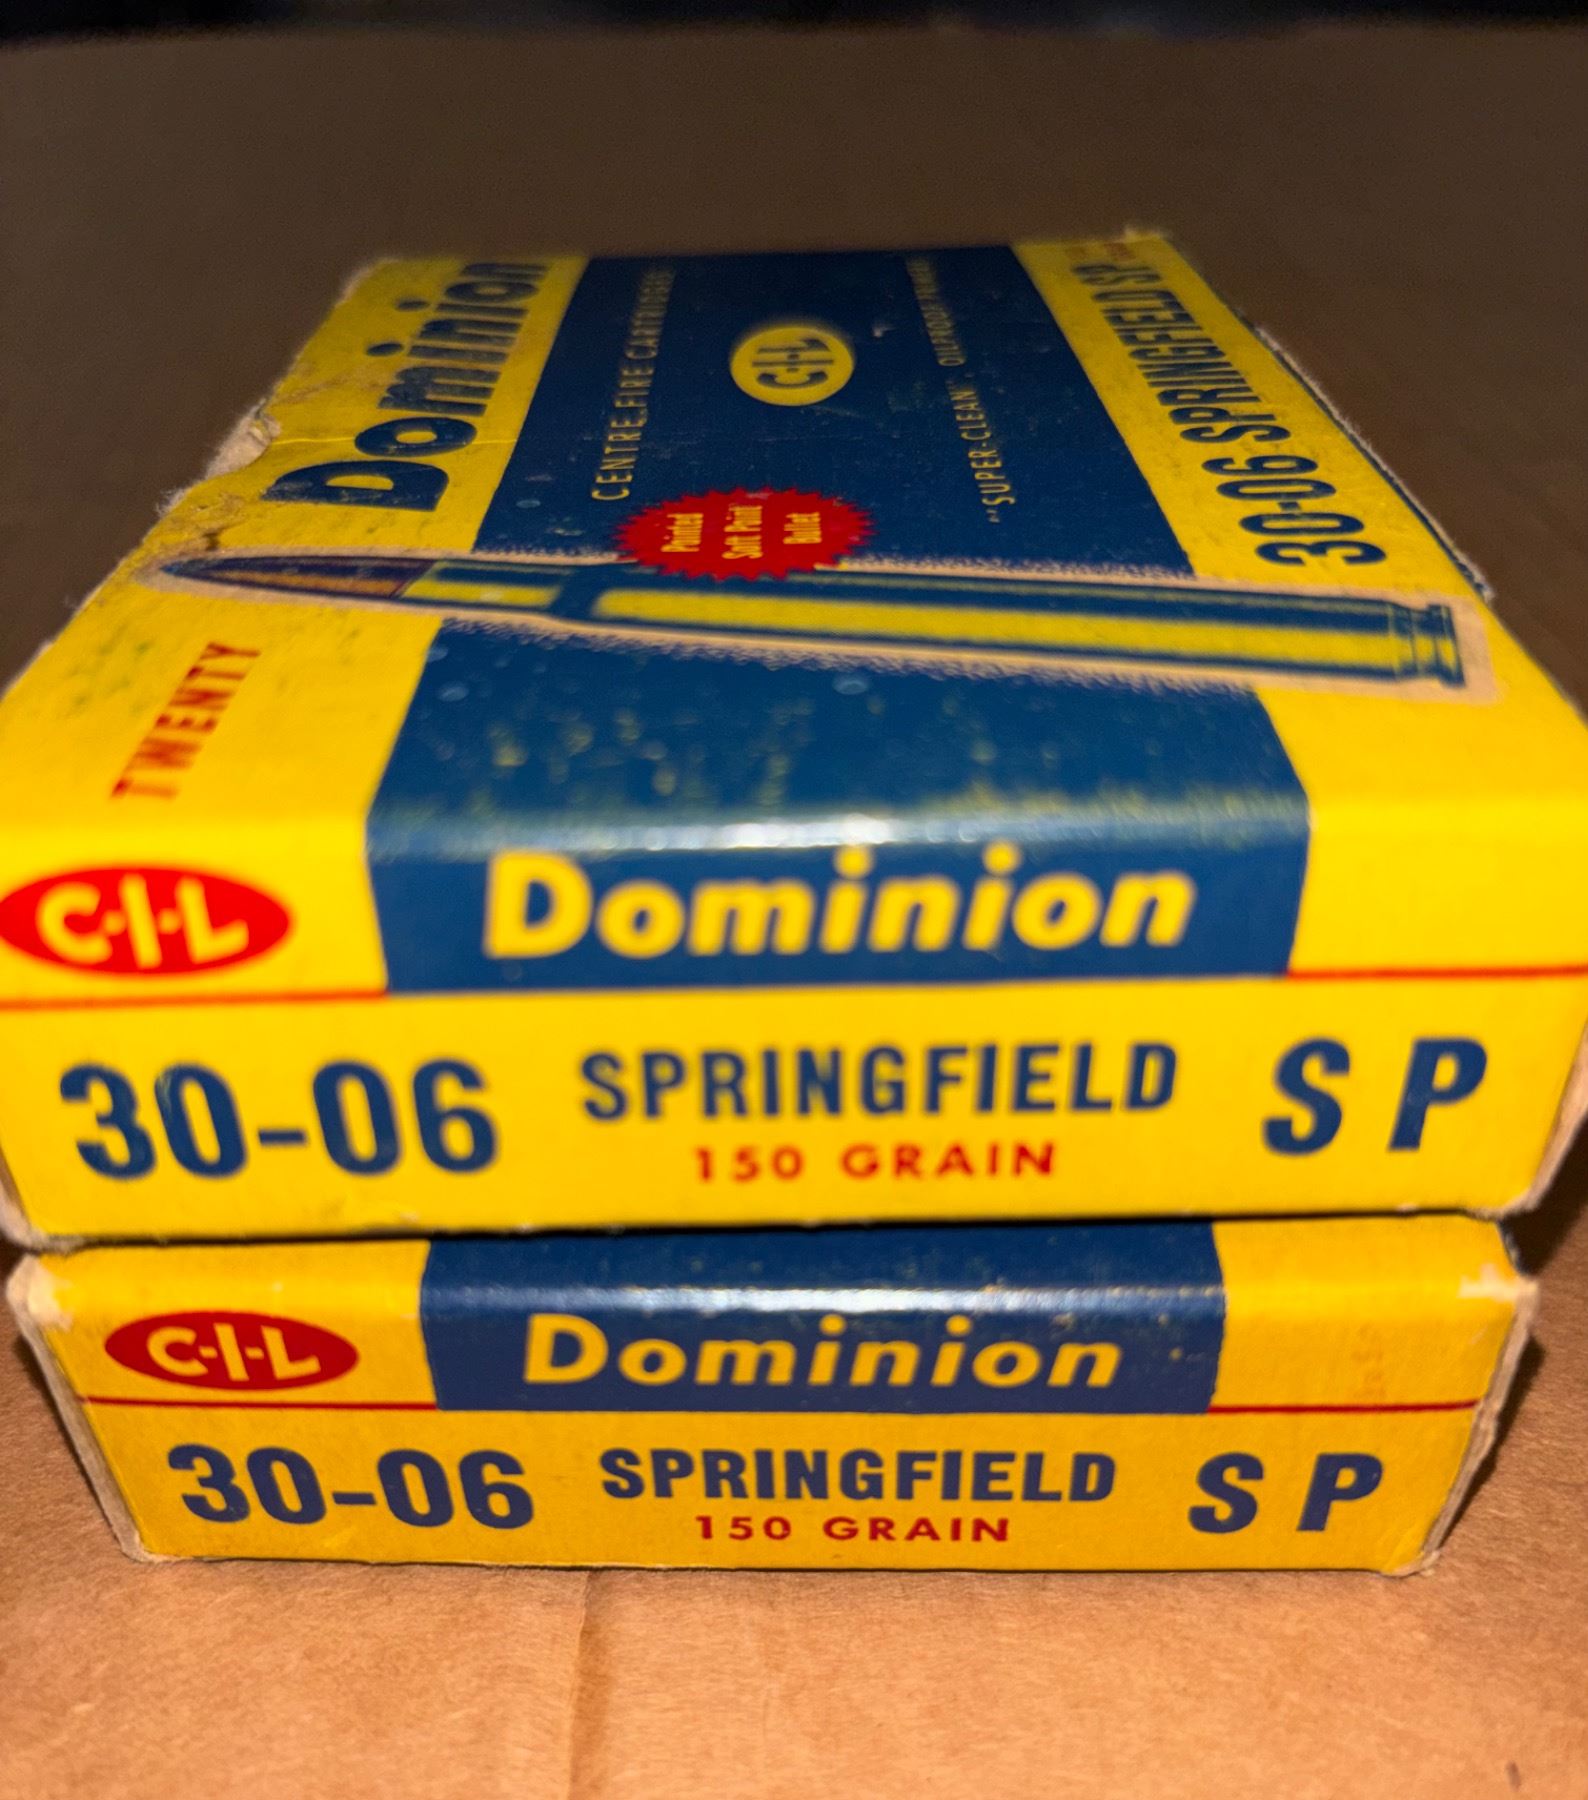 Dominion
CENTRE FIRE CARTRIDGES
C-I-L
"SUPER-CLEAN" OILPROOF
30-06 SPRINGFIELD SP
Pointed
Soft Point
Bullet
TWENTY
C-I-L
Dominion
30-06 SPRINGFIELD SP
150 GRAIN
C-I-L
Dominion
30-06 SPRINGFIELD SP
150 GRAIN